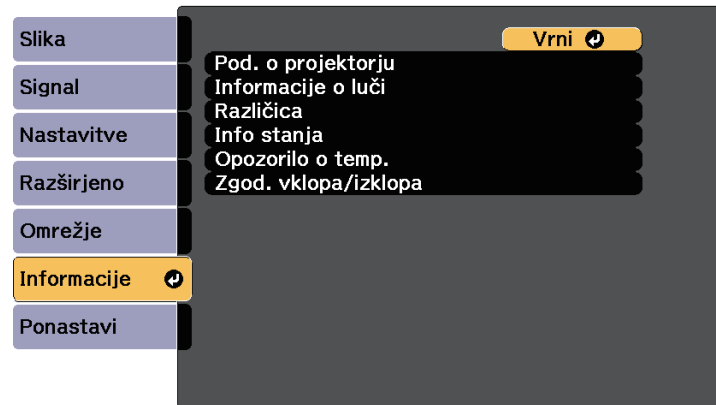 Slika
Signal
Nastavitve
Razširjeno
Omrežje
Informacije
Ponastavi
Vrni
Pod. o projektorju
Informacije o luči
Različica
Info stanja
Opozorilo o temp.
Zgod. vklopa/izklopa